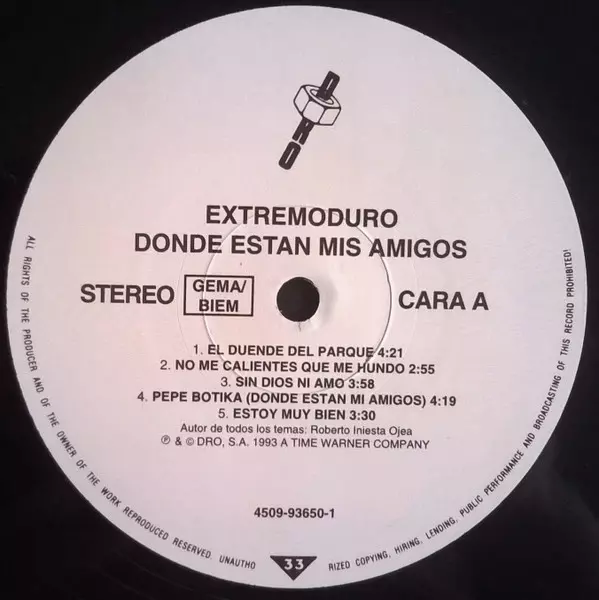 DRO
EXTREMODURO
DONDE ESTAN MIS AMIGOS
STEREO GEMA/ BIEM CARA A
1. EL DUENDE DEL PARQUE 4:21
2. NO ME CALIENTES QUE ME HUNDO 2:55
3. SIN DIOS NI AMO 3:58
4. PEPE BOTIKA (DONDE ESTAN MI AMIGOS) 4:19
5. ESTOY MUY BIEN 3:30
Autor de todos los temas: Roberto Iniesta Ojea
℗ & © DRO, S.A. 1993 A TIME WARNER COMPANY
4509-93650-1
ALL RIGHTS OF THE PRODUCER AND OF THE OWNER OF THE WORK REPRODUCED RESERVED. UNAUTHO 33 RIZED COPYING, HIRING, LENDING, PUBLIC PERFORMANCE AND BROADCASTING OF THIS RECORD PROHIBITED!